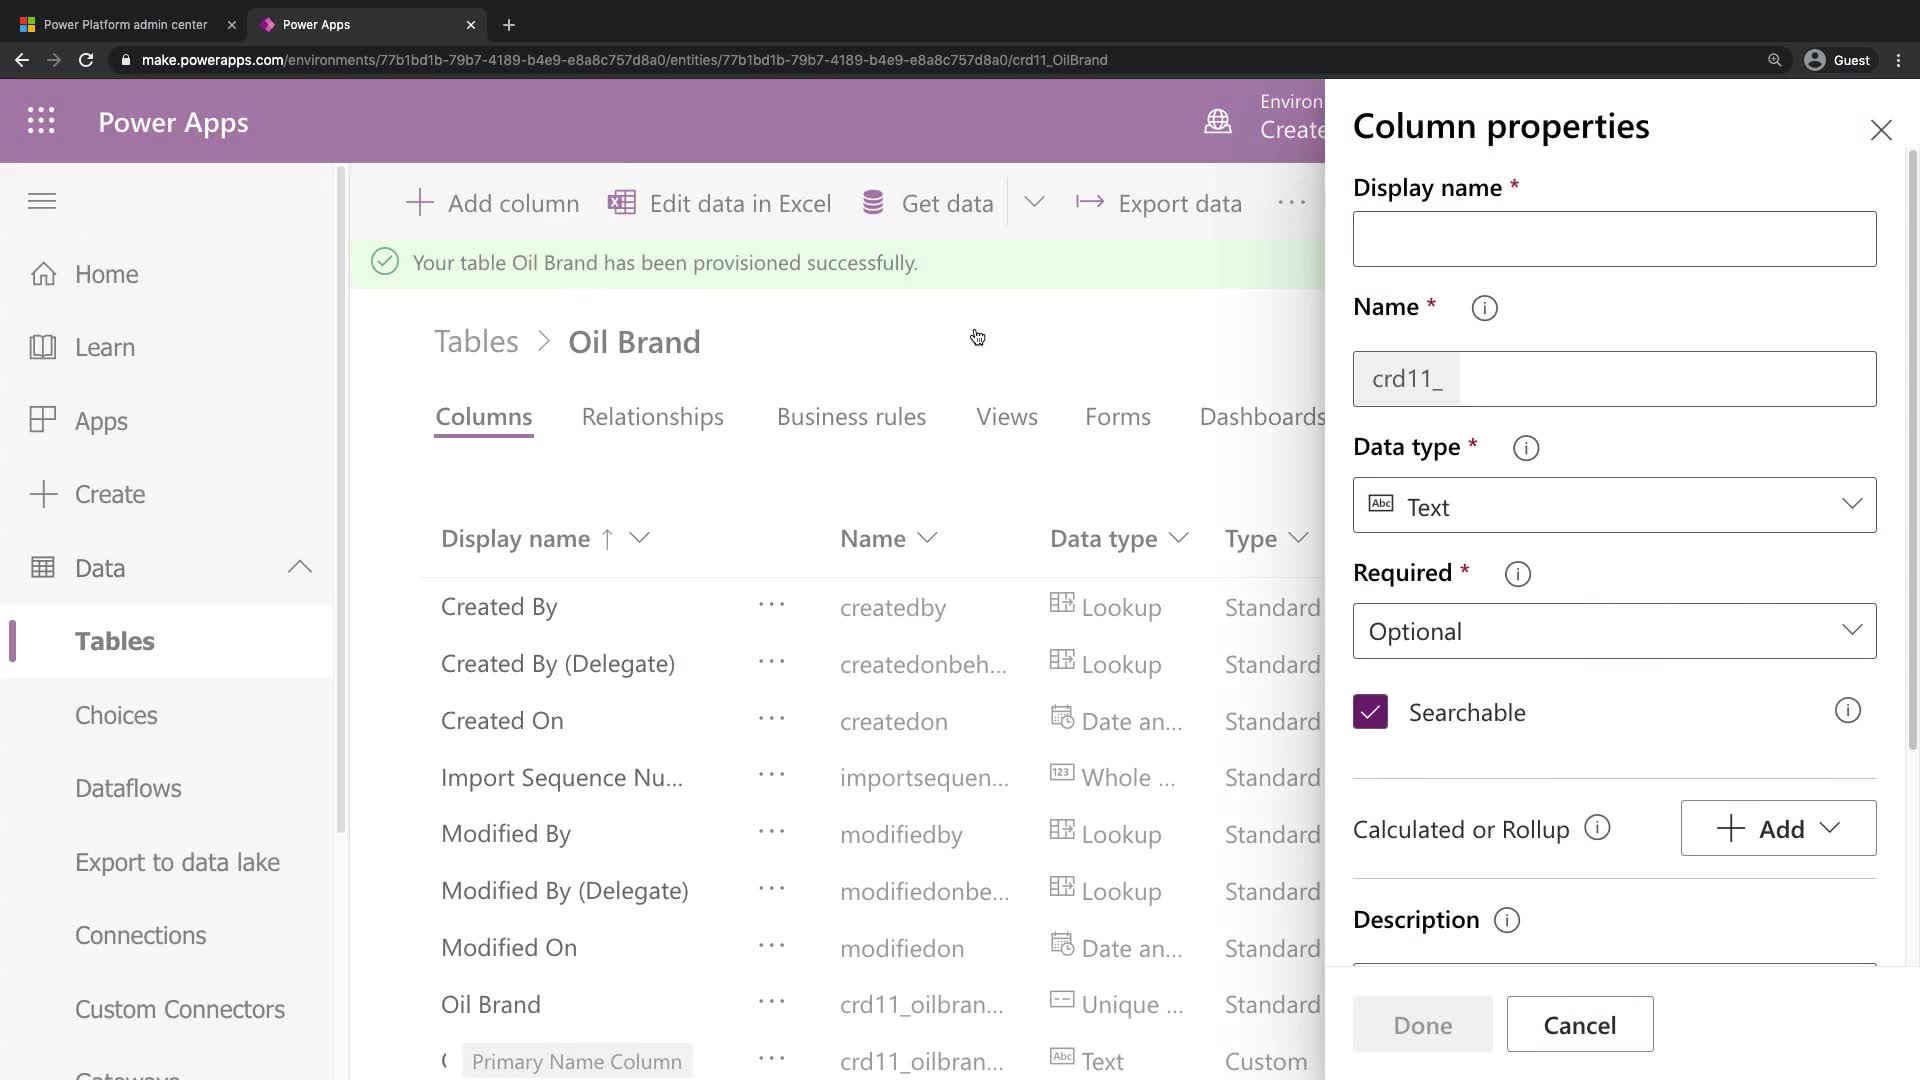 Power Platform admin center
Power Apps
make.powerapps.com/environments/77b1bd1b-79b7-4189-b4e9-e8a8c757d8a0/entities/77b1bd1b-79b7-4189-b4e9-e8a8c757d8a0/crd11_OilBrand
Guest
Power Apps
Environ
Create
Home
Learn
Apps
Create
Data
Tables
Choices
Dataflows
Export to data lake
Connections
Custom Connectors
Add column
Edit data in Excel
Get data
Export data
Your table Oil Brand has been provisioned successfully.
Tables > Oil Brand
Columns Relationships Business rules Views Forms Dashboards
Display name ↑ Name Data type Type
Created By ... createdby Lookup Standard
Created By (Delegate) ... createdonbeh... Lookup Standard
Created On ... createdon Date an... Standard
Import Sequence Nu... ... importsequen... 123 Whole ... Standard
Modified By ... modifiedby Lookup Standard
Modified By (Delegate) ... modifiedonbe... Lookup Standard
Modified On ... modifiedon Date an... Standard
Oil Brand ... crd11_oilbran... Unique ... Standard
Primary Name Column ... crd11_oilbran... Abc Text Custom
Column properties
Display name *
Name *
crd11_
Data type *
Abc Text
Required *
Optional
Searchable
Calculated or Rollup
Add
Description
Done
Cancel